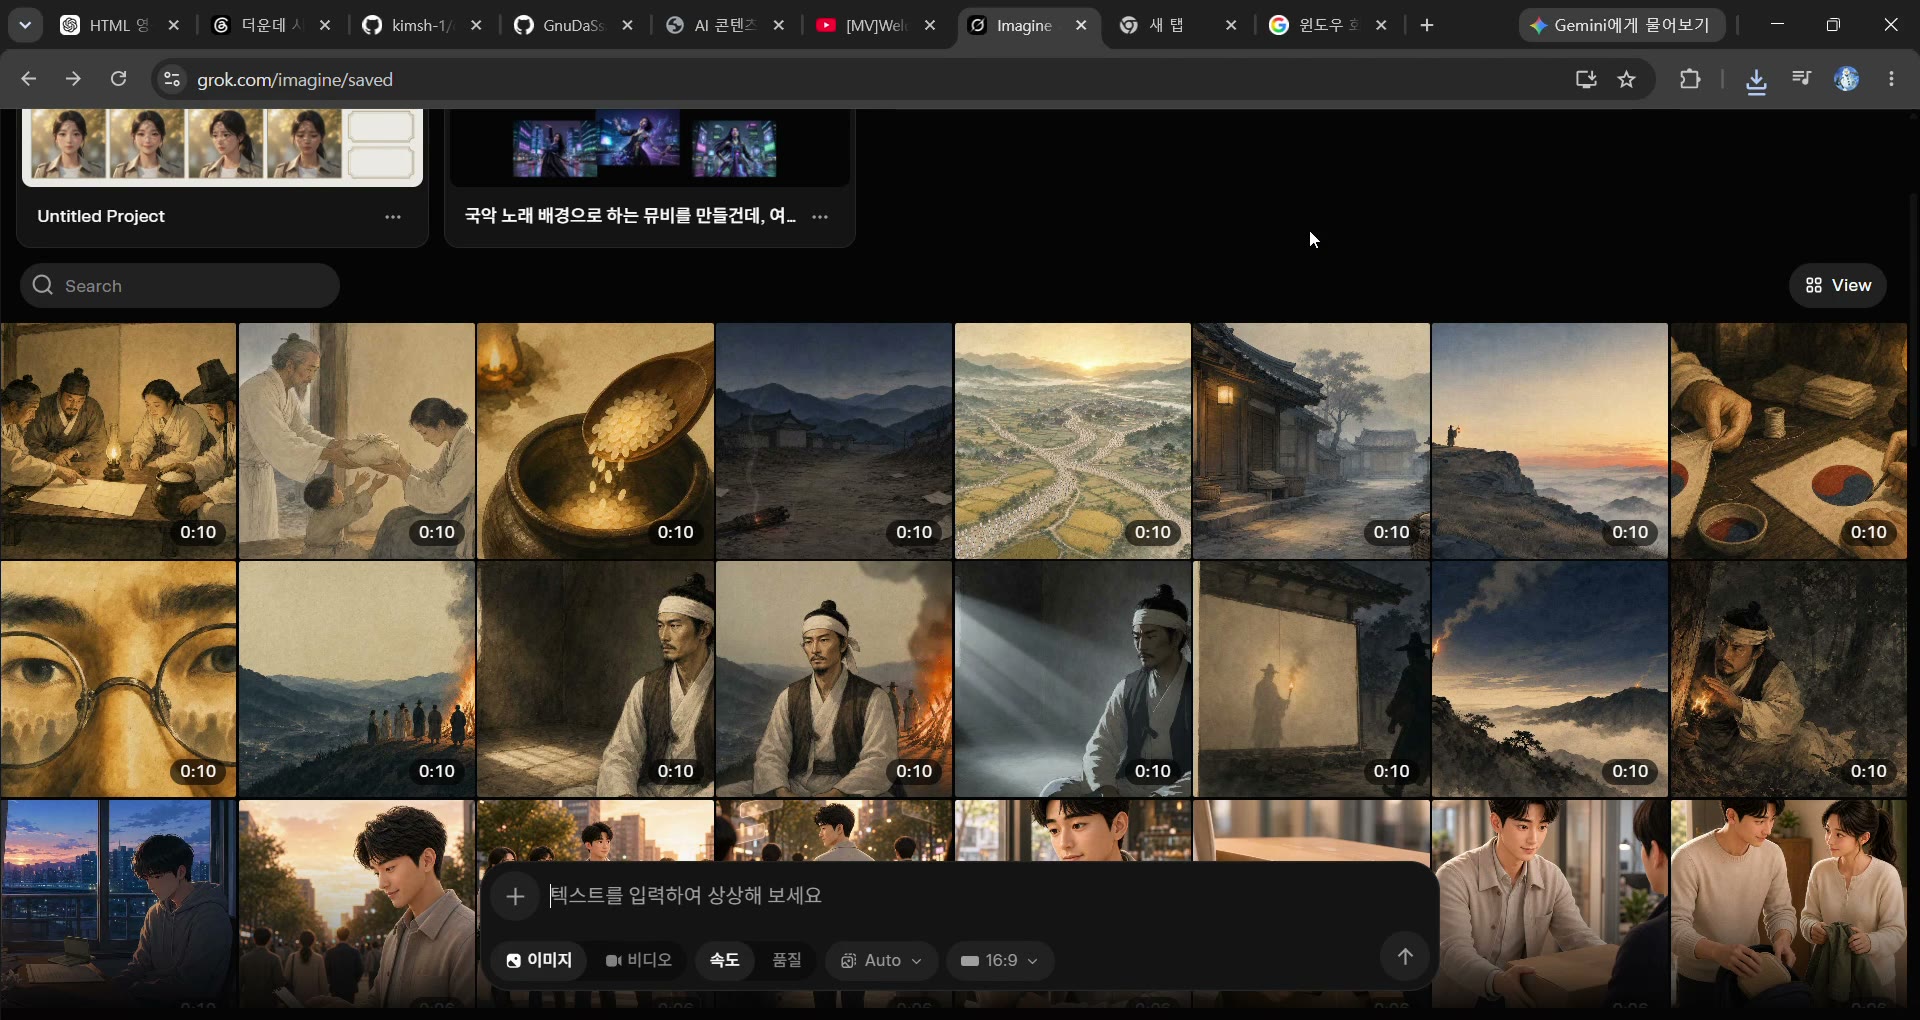 HTML 영
더운데 시
kimsh-1/
GnuDaSs
AI 콘텐츠
[MV]Wel
Imagine
새 탭
윈도우 화
Gemini에게 물어보기
grok.com/imagine/saved
Untitled Project
국악 노래 배경으로 하는 뮤비를 만들건데, 여...
Search
View
0:10 0:10 0:10 0:10 0:10 0:10 0:10 0:10
0:10 0:10 0:10 0:10 0:10 0:10 0:10 0:10
텍스트를 입력하여 상상해 보세요
이미지 비디오 속도 품질 Auto 16:9